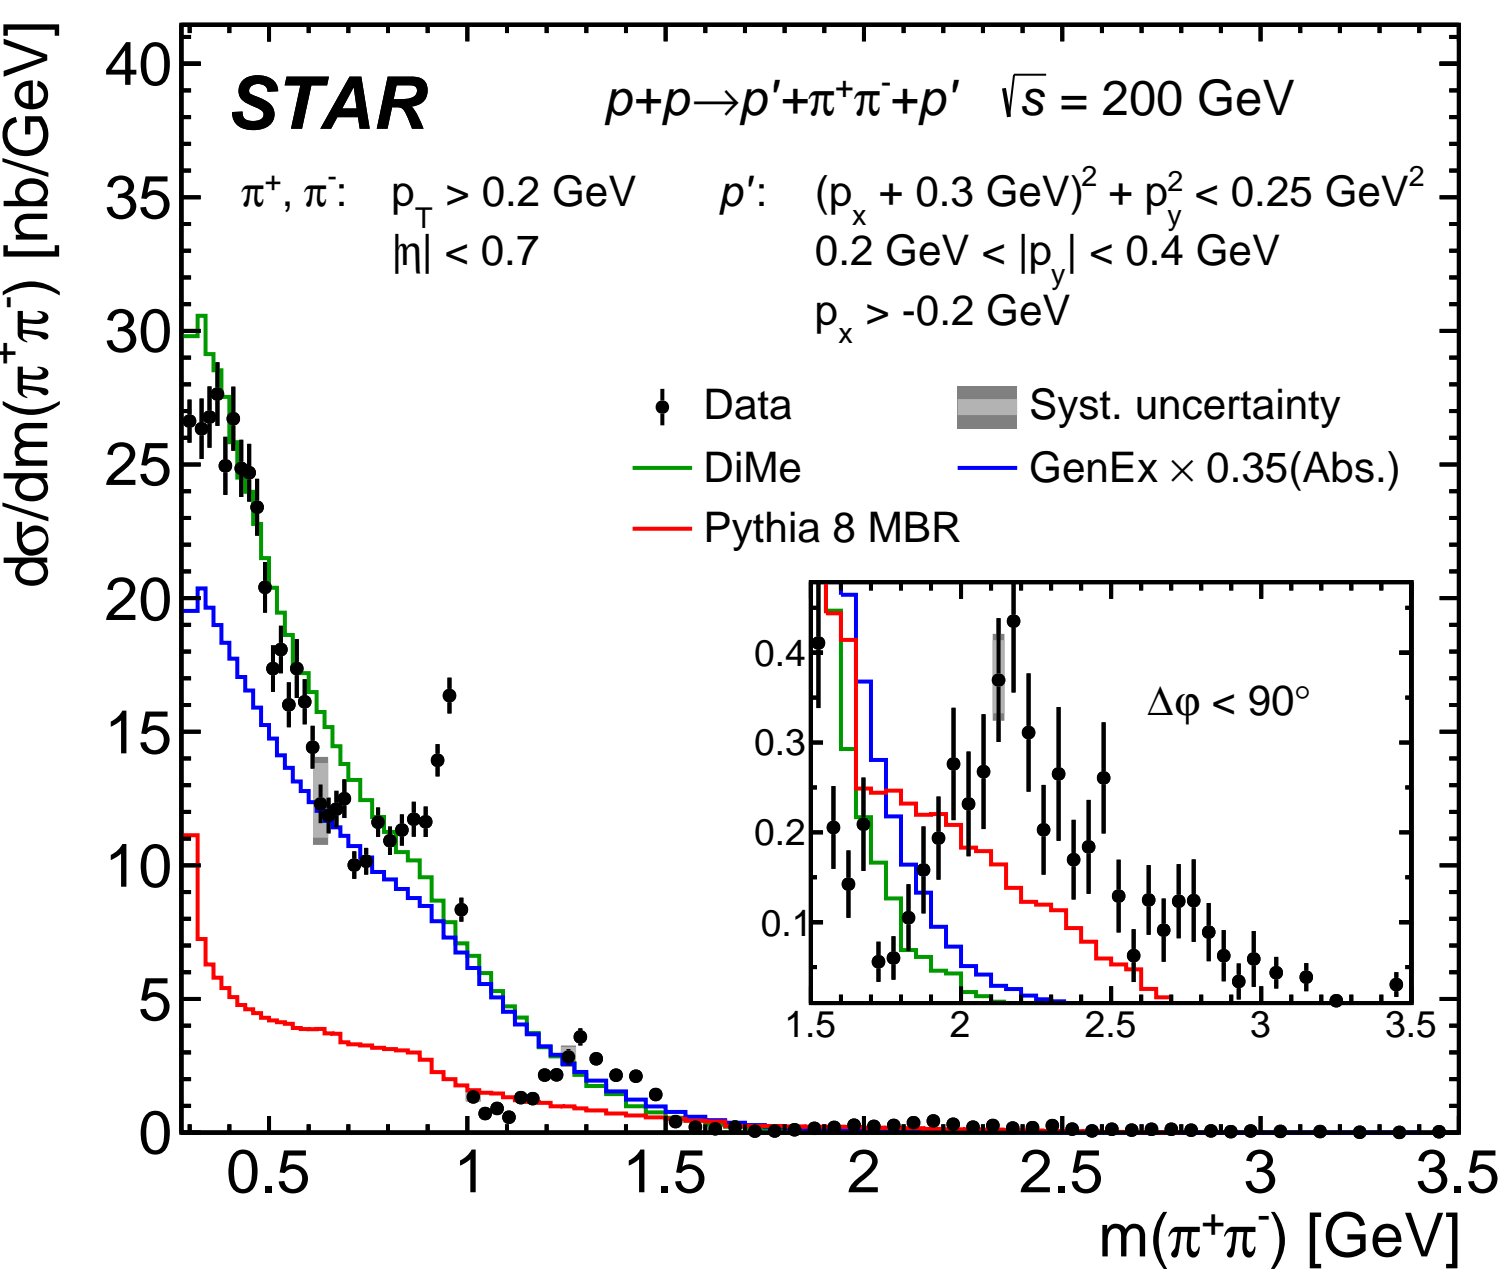 dσ/dm(π⁺π⁻) [nb/GeV]
40
35
30
25
20
15
10
5
0
STAR p+p→p′+π⁺π⁻+p′ √s = 200 GeV
π⁺, π⁻: p_T > 0.2 GeV p′: (p_x + 0.3 GeV)² + p_y² < 0.25 GeV²
|η| < 0.7 0.2 GeV < |p_y| < 0.4 GeV
p_x > -0.2 GeV
Data Syst. uncertainty
DiMe GenEx × 0.35(Abs.)
Pythia 8 MBR
0.4
0.3
0.2
0.1
Δφ < 90°
1.5 2 2.5 3 3.5
0.5 1 1.5 2 2.5 3 3.5
m(π⁺π⁻) [GeV]